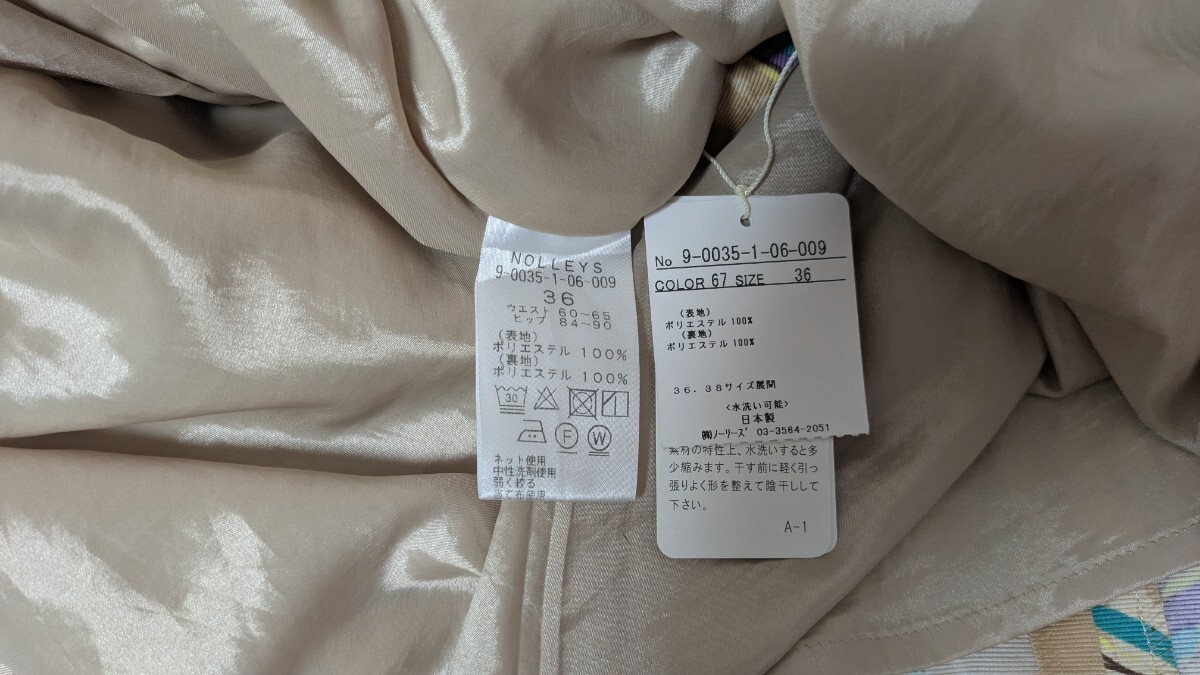 NOLLEYS
9-0035-1-06-009
36
ウエスト 60～65
ヒップ 84～90
(表地)
ポリエステル 100%
(裏地)
ポリエステル 100%
30
F
W
ネット使用
中性洗剤使用
弱く絞る
当て布使用
No 9-0035-1-06-009
COLOR 67 SIZE 36
(表地)
ポリエステル 100%
(裏地)
ポリエステル 100%
36.38サイズ展開
<水洗い可能>
日本製
㈱ノーリーズ 03-3564-2051
素材の特性上、水洗いすると多
少縮みます。干す前に軽く引っ
張りよく形を整えて陰干しして
下さい。
A-1